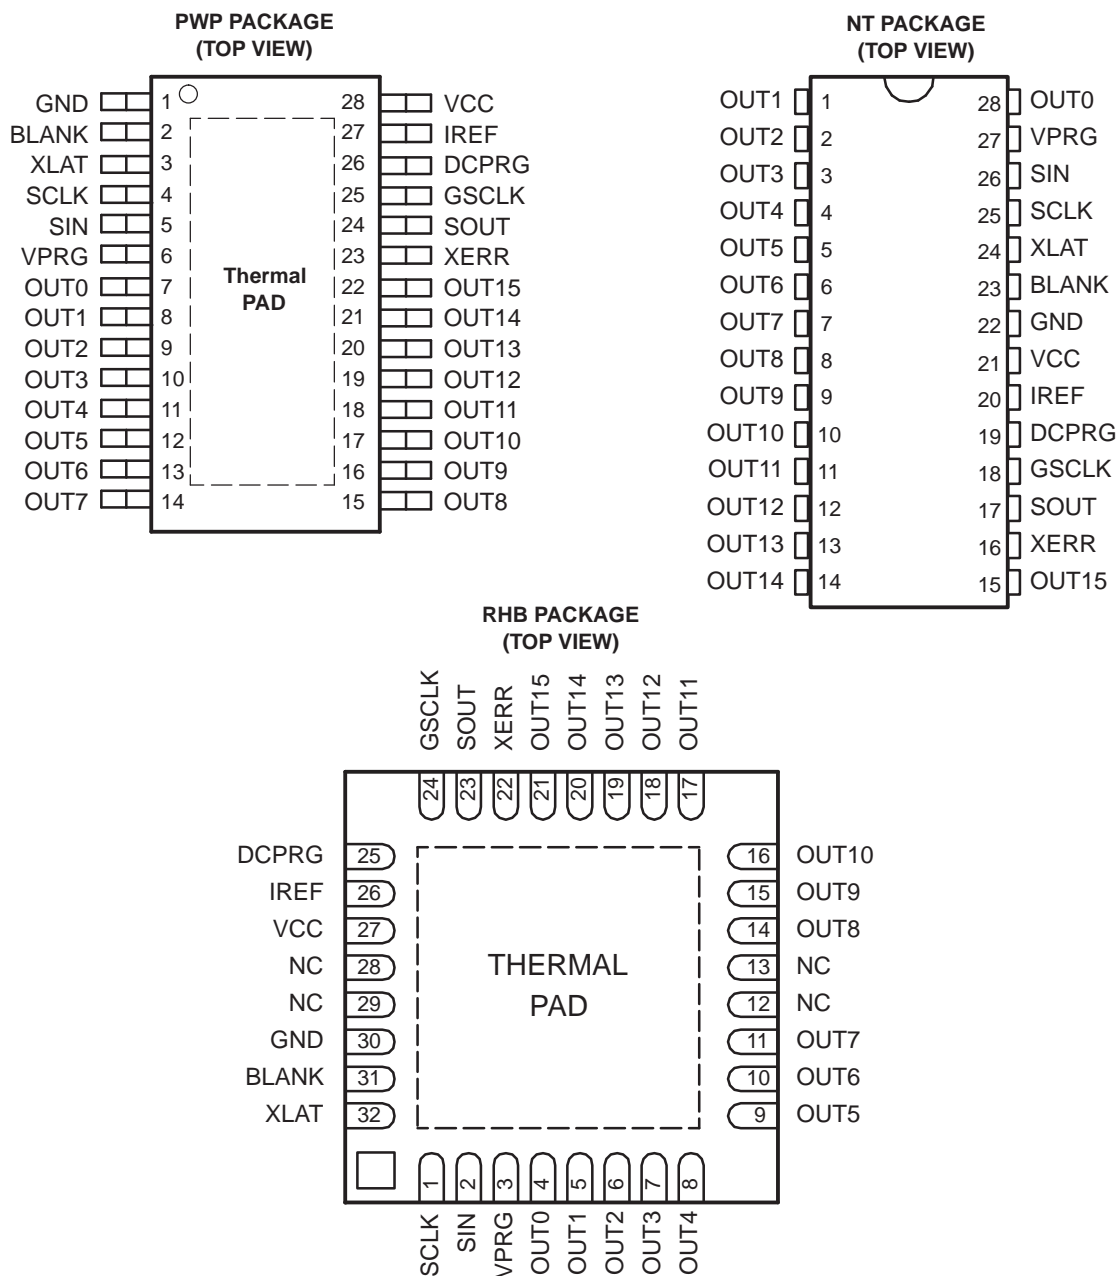 PWP PACKAGE
(TOP VIEW)
GND 1 28 VCC
BLANK 2 27 IREF
XLAT 3 26 DCPRG
SCLK 4 25 GSCLK
SIN 5 24 SOUT
VPRG 6 23 XERR
OUT0 7 22 OUT15
OUT1 8 21 OUT14
OUT2 9 20 OUT13
OUT3 10 19 OUT12
OUT4 11 18 OUT11
OUT5 12 17 OUT10
OUT6 13 16 OUT9
OUT7 14 15 OUT8
Thermal
PAD
NT PACKAGE
(TOP VIEW)
OUT1 1 28 OUT0
OUT2 2 27 VPRG
OUT3 3 26 SIN
OUT4 4 25 SCLK
OUT5 5 24 XLAT
OUT6 6 23 BLANK
OUT7 7 22 GND
OUT8 8 21 VCC
OUT9 9 20 IREF
OUT10 10 19 DCPRG
OUT11 11 18 GSCLK
OUT12 12 17 SOUT
OUT13 13 16 XERR
OUT14 14 15 OUT15
RHB PACKAGE
(TOP VIEW)
GSCLK SOUT XERR OUT15 OUT14 OUT13 OUT12 OUT11
24 23 22 21 20 19 18 17
DCPRG 25 16 OUT10
IREF 26 15 OUT9
VCC 27 14 OUT8
NC 28 13 NC
NC 29 12 NC
GND 30 11 OUT7
BLANK 31 10 OUT6
XLAT 32 9 OUT5
THERMAL
PAD
1 2 3 4 5 6 7 8
SCLK SIN VPRG OUT0 OUT1 OUT2 OUT3 OUT4